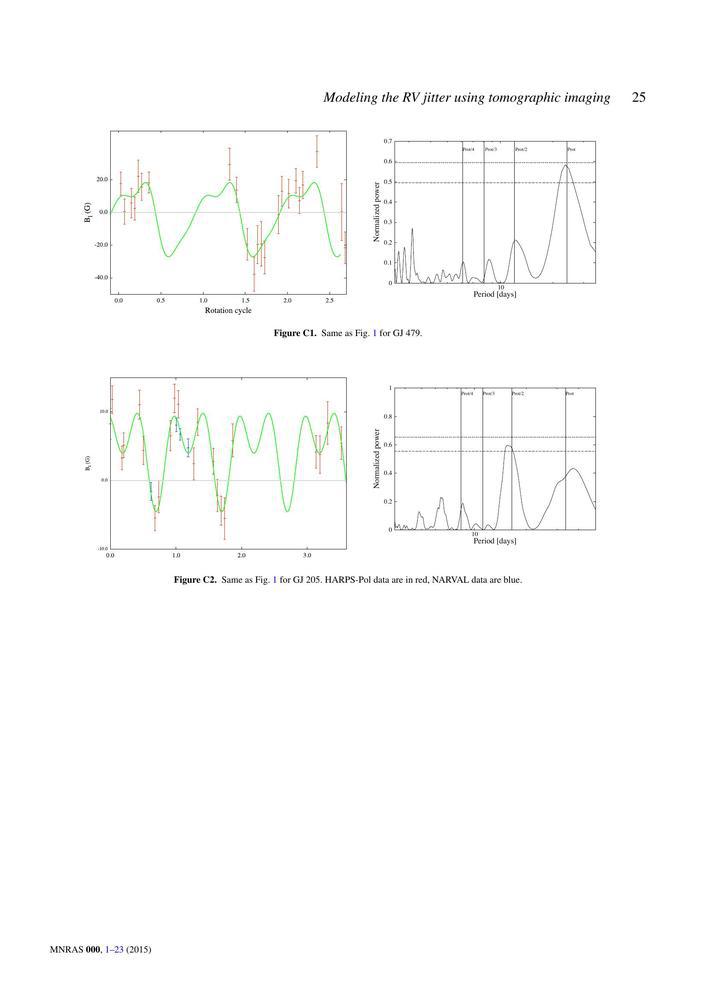 Modeling the RV jitter using tomographic imaging 25
B_l (G)
20.0
0.0
-20.0
-40.0
0.0 0.5 1.0 1.5 2.0 2.5
Rotation cycle
Normalized power
0.7
0.6
0.5
0.4
0.3
0.2
0.1
0
Prot/4 Prot/3 Prot/2 Prot
10
Period [days]
Figure C1. Same as Fig. 1 for GJ 479.
B_l (G)
10.0
0.0
-10.0
0.0 1.0 2.0 3.0
Normalized power
1
0.8
0.6
0.4
0.2
0
Prot/4 Prot/3 Prot/2 Prot
10
Period [days]
Figure C2. Same as Fig. 1 for GJ 205. HARPS-Pol data are in red, NARVAL data are blue.
MNRAS 000, 1–23 (2015)